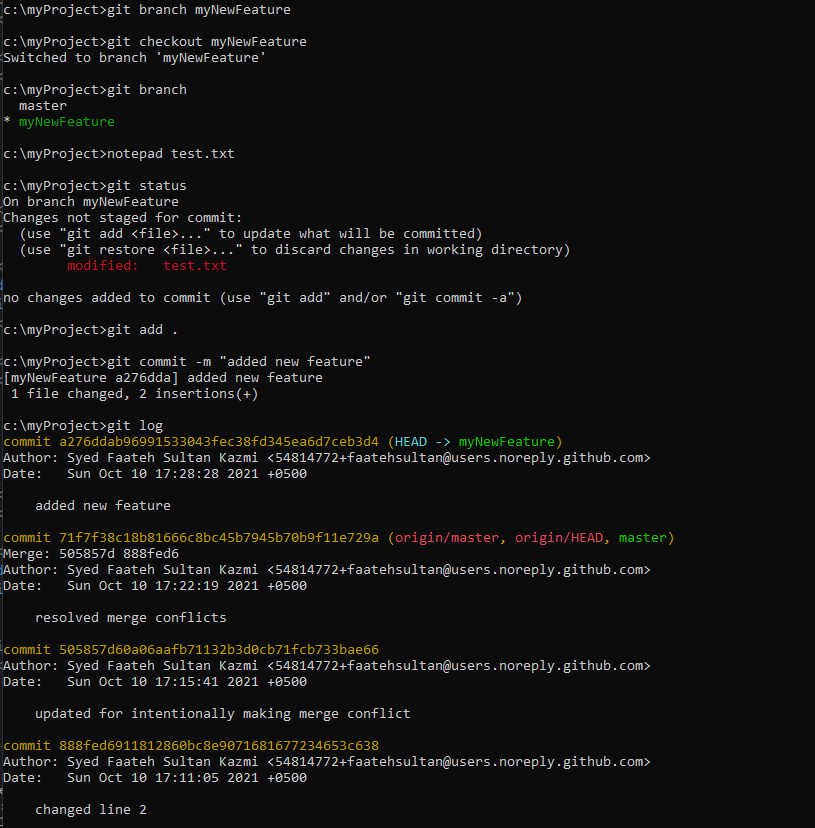 c:\myProject>git branch myNewFeature
c:\myProject>git checkout myNewFeature
Switched to branch 'myNewFeature'
c:\myProject>git branch
  master
* myNewFeature
c:\myProject>notepad test.txt
c:\myProject>git status
On branch myNewFeature
Changes not staged for commit:
  (use "git add <file>..." to update what will be committed)
  (use "git restore <file>..." to discard changes in working directory)
        modified:   test.txt
no changes added to commit (use "git add" and/or "git commit -a")
c:\myProject>git add .
c:\myProject>git commit -m "added new feature"
[myNewFeature a276dda] added new feature
 1 file changed, 2 insertions(+)
c:\myProject>git log
commit a276ddab96991533043fec38fd345ea6d7ceb3d4 (HEAD -> myNewFeature)
Author: Syed Faateh Sultan Kazmi <54814772+faatehsultan@users.noreply.github.com>
Date:   Sun Oct 10 17:28:28 2021 +0500
    added new feature
commit 71f7f38c18b81666c8bc45b7945b70b9f11e729a (origin/master, origin/HEAD, master)
Merge: 505857d 888fed6
Author: Syed Faateh Sultan Kazmi <54814772+faatehsultan@users.noreply.github.com>
Date:   Sun Oct 10 17:22:19 2021 +0500
    resolved merge conflicts
commit 505857d60a06aafb71132b3d0cb71fcb733bae66
Author: Syed Faateh Sultan Kazmi <54814772+faatehsultan@users.noreply.github.com>
Date:   Sun Oct 10 17:15:41 2021 +0500
    updated for intentionally making merge conflict
commit 888fed6911812860bc8e9071681677234653c638
Author: Syed Faateh Sultan Kazmi <54814772+faatehsultan@users.noreply.github.com>
Date:   Sun Oct 10 17:11:05 2021 +0500
    changed line 2